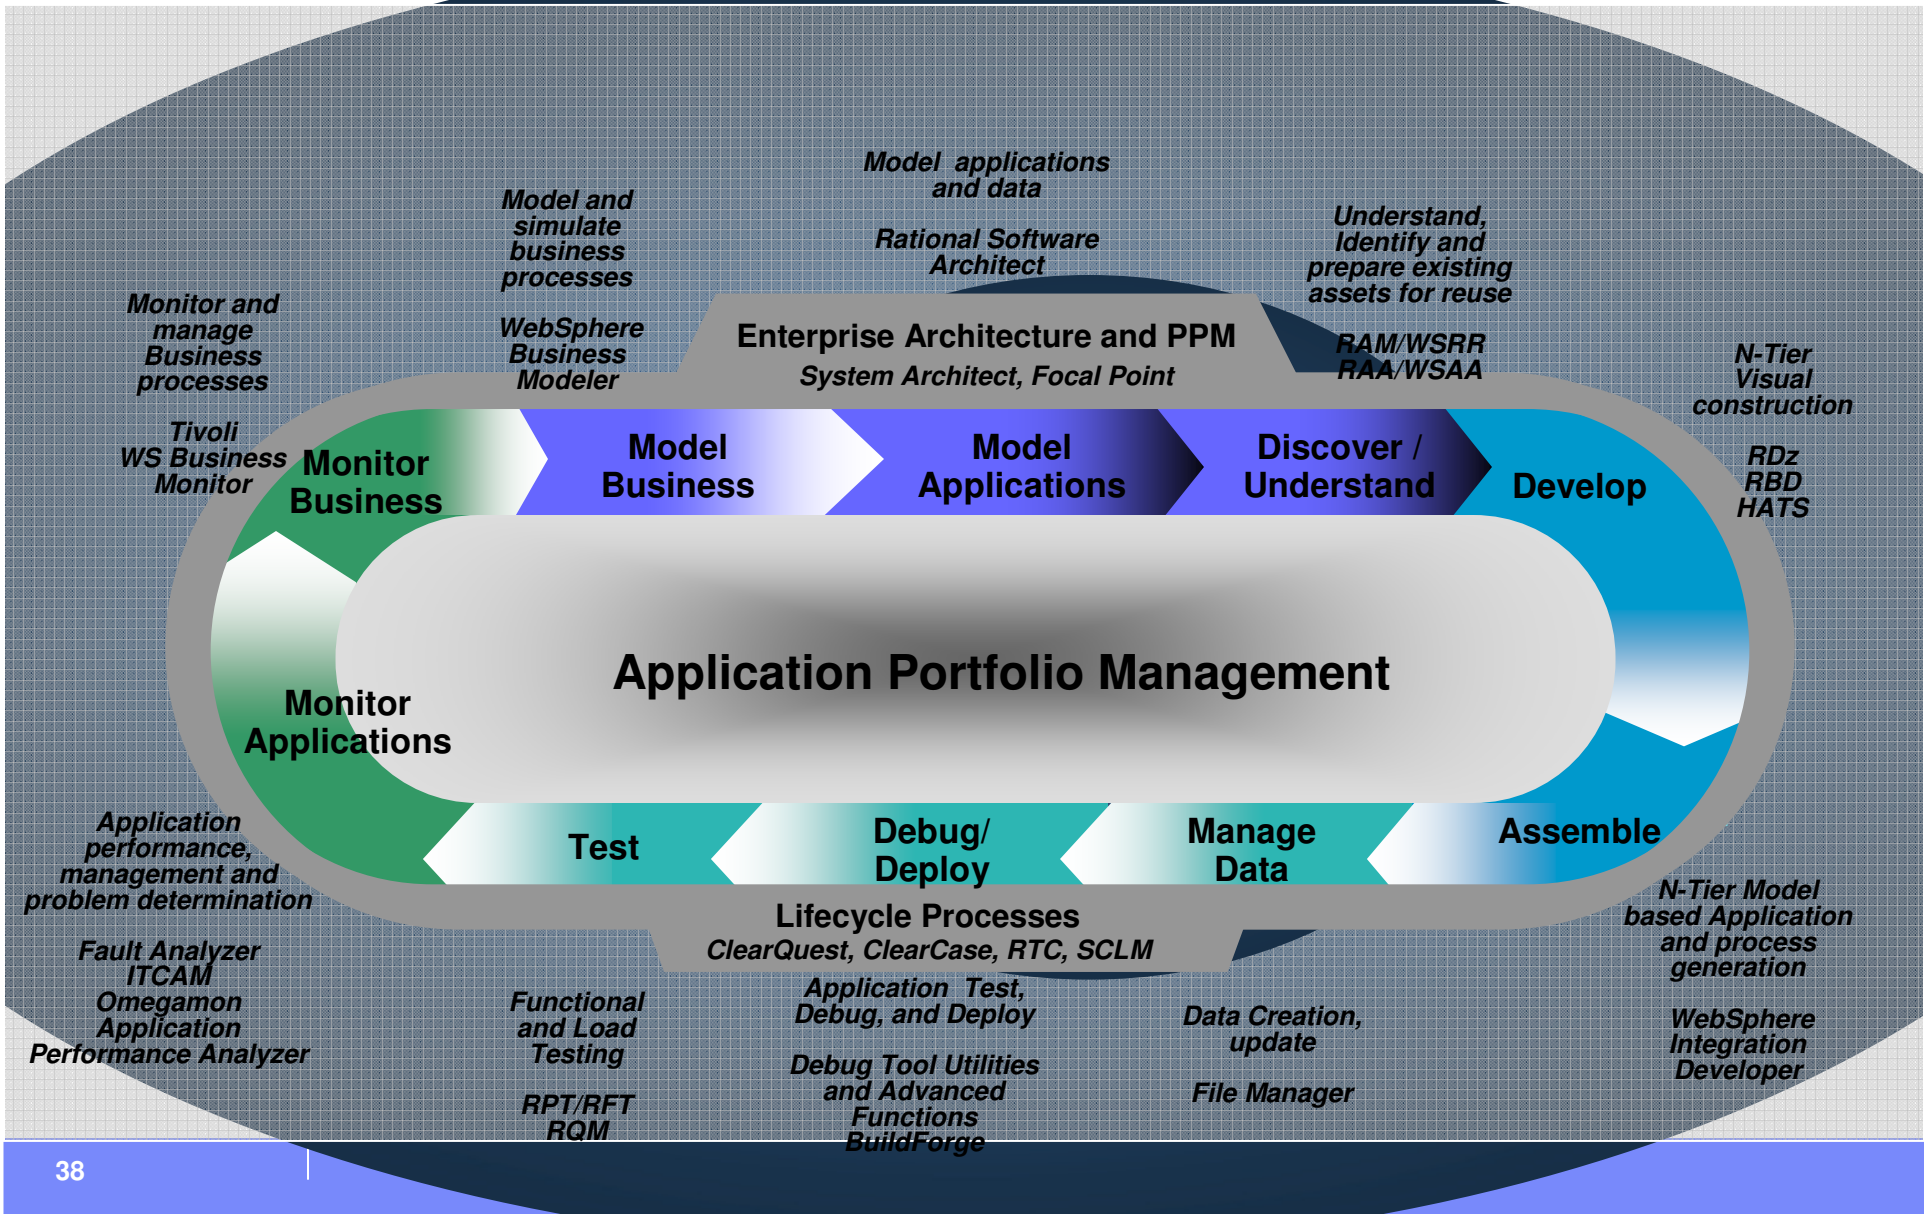 Model  applications
and data
Rational Software
Architect
Model and
simulate
business
processes
WebSphere
Business
Modeler
Understand,
Identify and
prepare existing
assets for reuse
RAM/WSRR
RAA/WSAA
Monitor and
manage
Business
processes
Tivoli
WS Business
Monitor
N-Tier
Visual
construction
RDz
RBD
HATS
Enterprise Architecture and PPM
System Architect, Focal Point
Monitor
Business
Model
Business
Model
Applications
Discover /
Understand
Develop
Application Portfolio Management
Monitor
Applications
Test
Debug/
Deploy
Manage
Data
Assemble
Lifecycle Processes
ClearQuest, ClearCase, RTC, SCLM
Application
performance,
management and
problem determination
Fault Analyzer
ITCAM
Omegamon
Application
Performance Analyzer
Functional
and Load
Testing
RPT/RFT
RQM
Application  Test,
Debug, and Deploy
Debug Tool Utilities
and Advanced
Functions
BuildForge
Data Creation,
update
File Manager
N-Tier Model
based Application
and process
generation
WebSphere
Integration
Developer
38